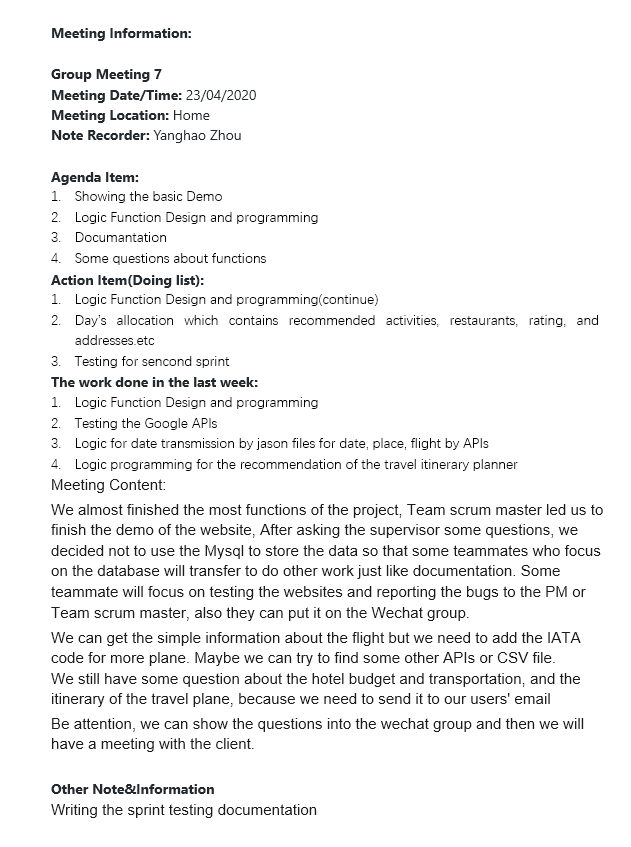 Meeting Information:
Group Meeting 7
Meeting Date/Time: 23/04/2020
Meeting Location: Home
Note Recorder: Yanghao Zhou
Agenda Item:
1. Showing the basic Demo
2. Logic Function Design and programming
3. Documantation
4. Some questions about functions
Action Item(Doing list):
1. Logic Function Design and programming(continue)
2. Day's allocation which contains recommended activities, restaurants, rating, and
addresses.etc
3. Testing for sencond sprint
The work done in the last week:
1. Logic Function Design and programming
2. Testing the Google APIs
3. Logic for date transmission by jason files for date, place, flight by APIs
4. Logic programming for the recommendation of the travel itinerary planner
Meeting Content:
We almost finished the most functions of the project, Team scrum master led us to
finish the demo of the website, After asking the supervisor some questions, we
decided not to use the Mysql to store the data so that some teammates who focus
on the database will transfer to do other work just like documentation. Some
teammate will focus on testing the websites and reporting the bugs to the PM or
Team scrum master, also they can put it on the Wechat group.
We can get the simple information about the flight but we need to add the IATA
code for more plane. Maybe we can try to find some other APIs or CSV file.
We still have some question about the hotel budget and transportation, and the
itinerary of the travel plane, because we need to send it to our users' email
Be attention, we can show the questions into the wechat group and then we will
have a meeting with the client.
Other Note&Information
Writing the sprint testing documentation